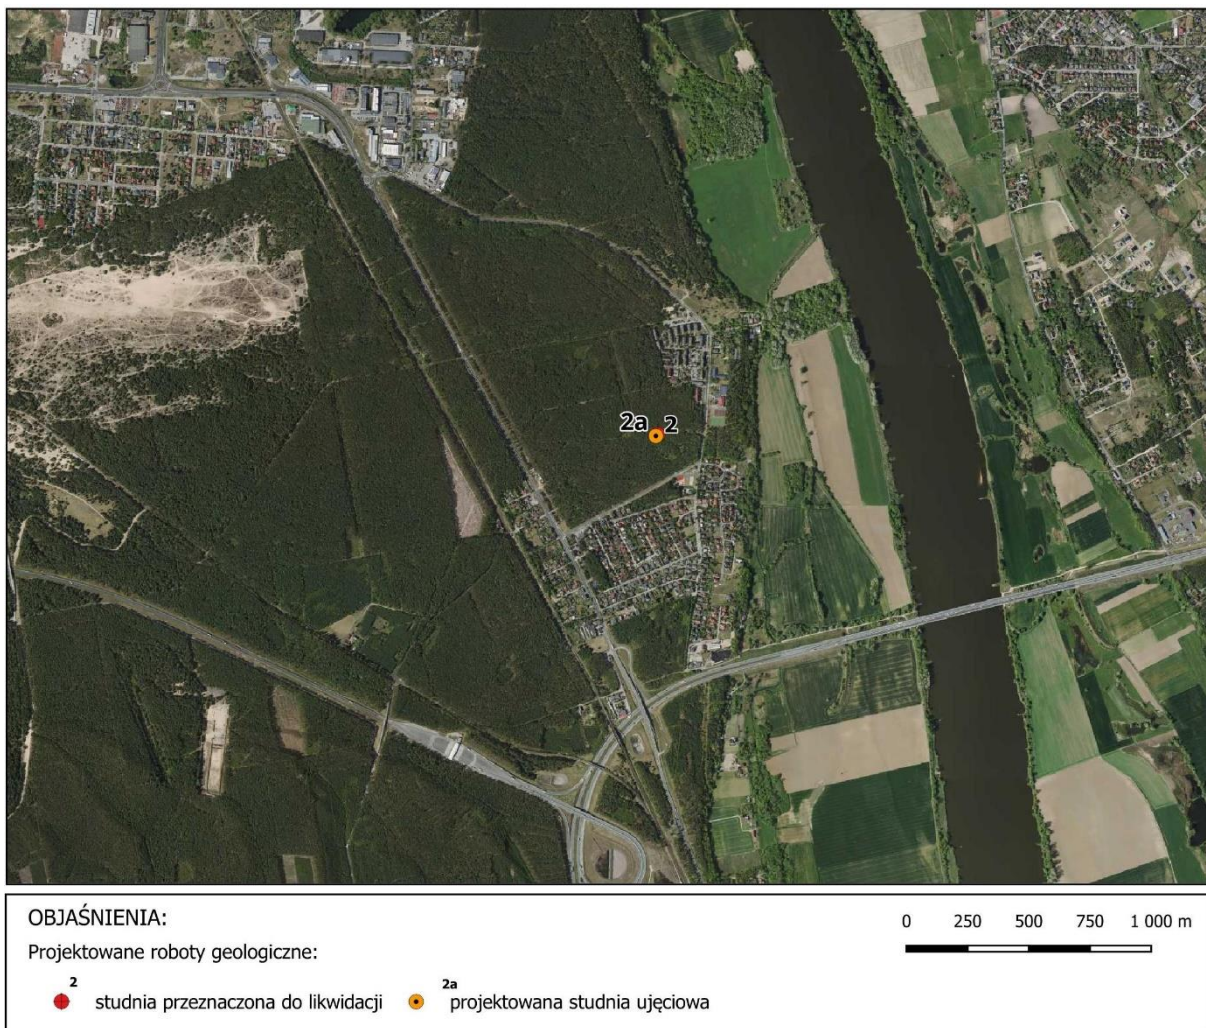 2a 2
OBJAŚNIENIA:
Projektowane roboty geologiczne:
2 studnia przeznaczona do likwidacji
2a projektowana studnia ujęciowa
0 250 500 750 1 000 m